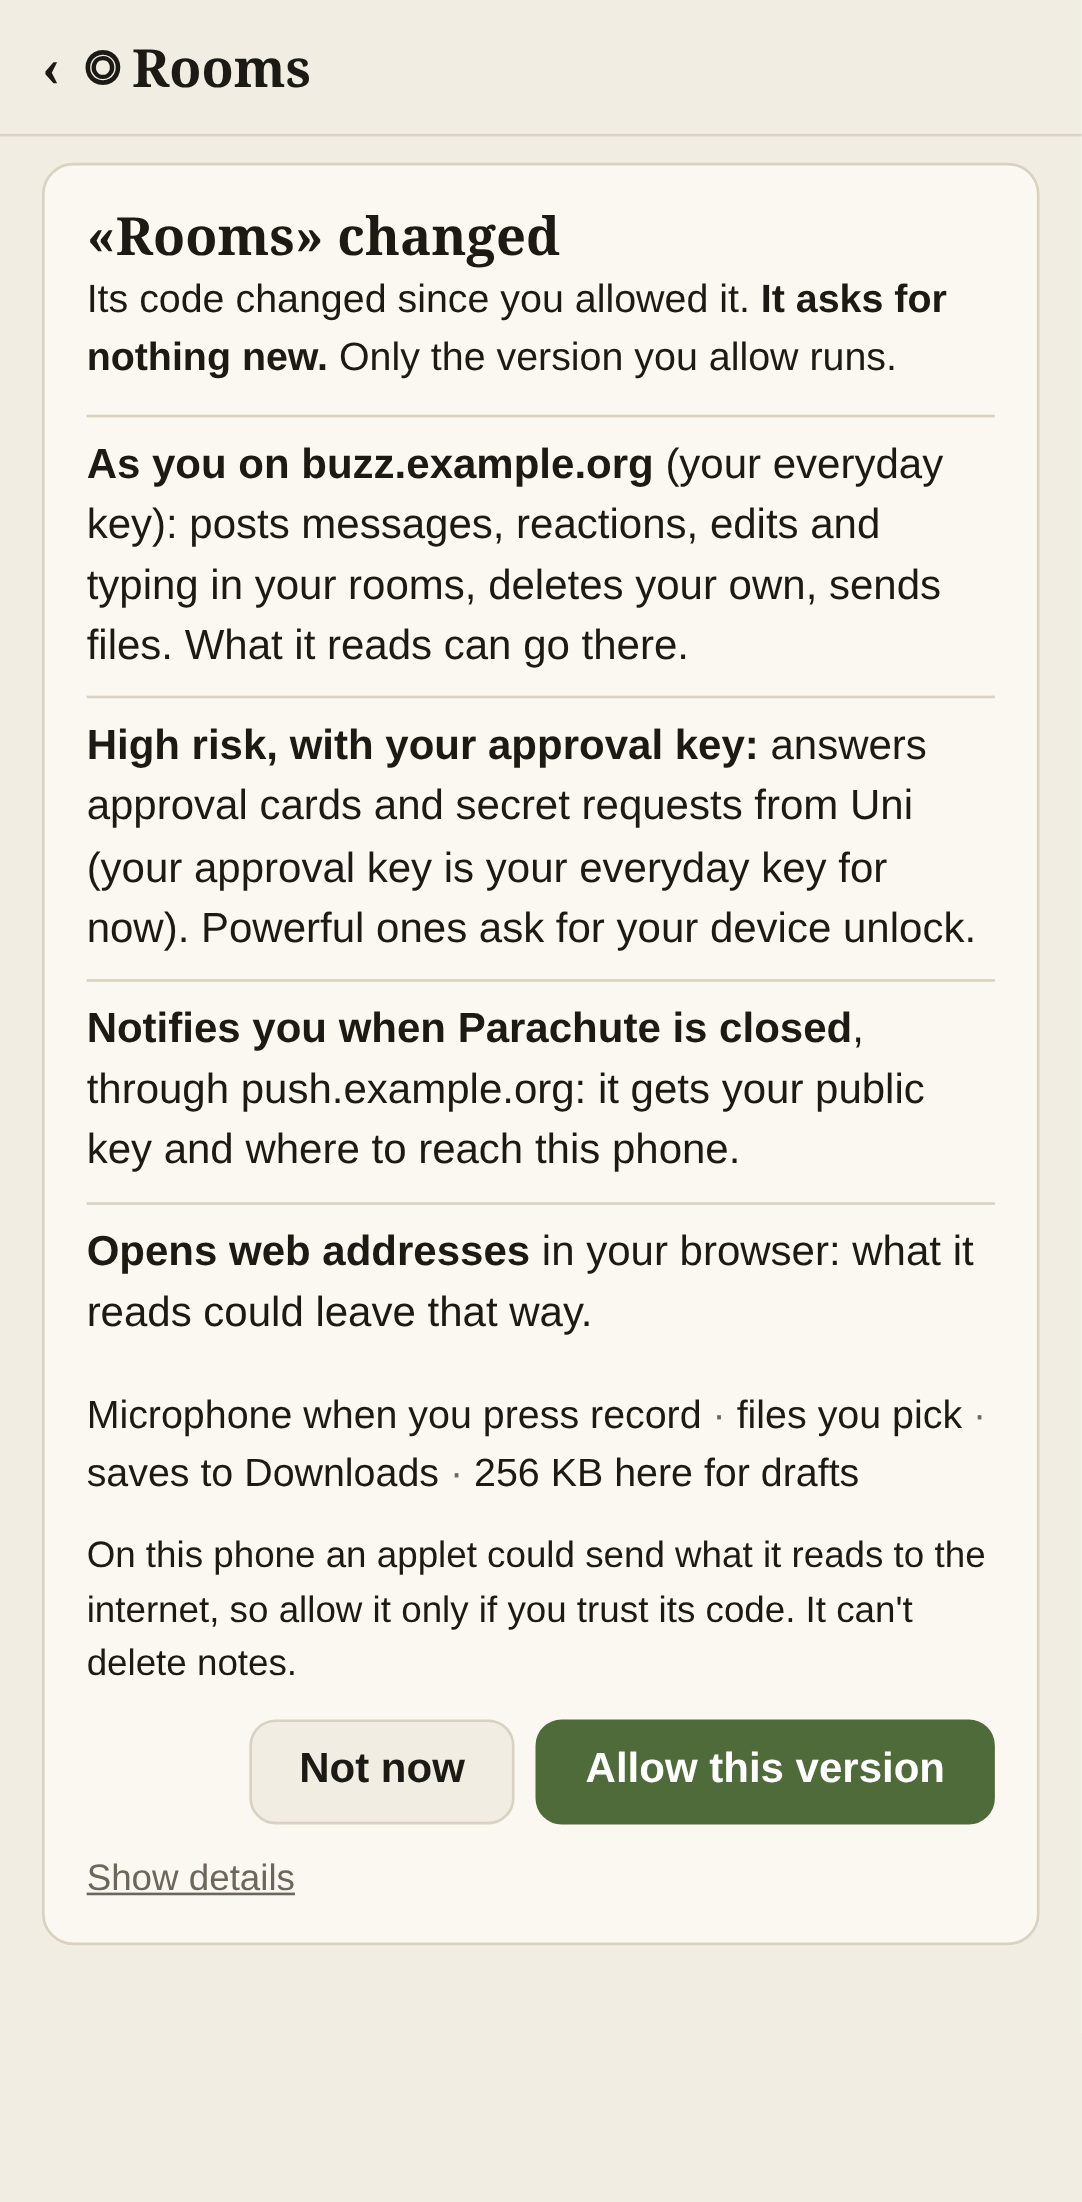 ‹ Rooms
«Rooms» changed
Its code changed since you allowed it. It asks for
nothing new. Only the version you allow runs.
As you on buzz.example.org (your everyday
key): posts messages, reactions, edits and
typing in your rooms, deletes your own, sends
files. What it reads can go there.
High risk, with your approval key: answers
approval cards and secret requests from Uni
(your approval key is your everyday key for
now). Powerful ones ask for your device unlock.
Notifies you when Parachute is closed,
through push.example.org: it gets your public
key and where to reach this phone.
Opens web addresses in your browser: what it
reads could leave that way.
Microphone when you press record · files you pick ·
saves to Downloads · 256 KB here for drafts
On this phone an applet could send what it reads to the
internet, so allow it only if you trust its code. It can't
delete notes.
Not now
Allow this version
Show details